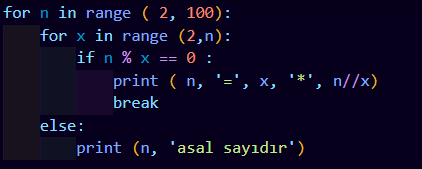 for n in range ( 2, 100):
    for x in range (2,n):
        if n % x == 0 :
            print ( n, '=', x, '*', n//x)
            break
    else:
        print (n, 'asal sayıdır')